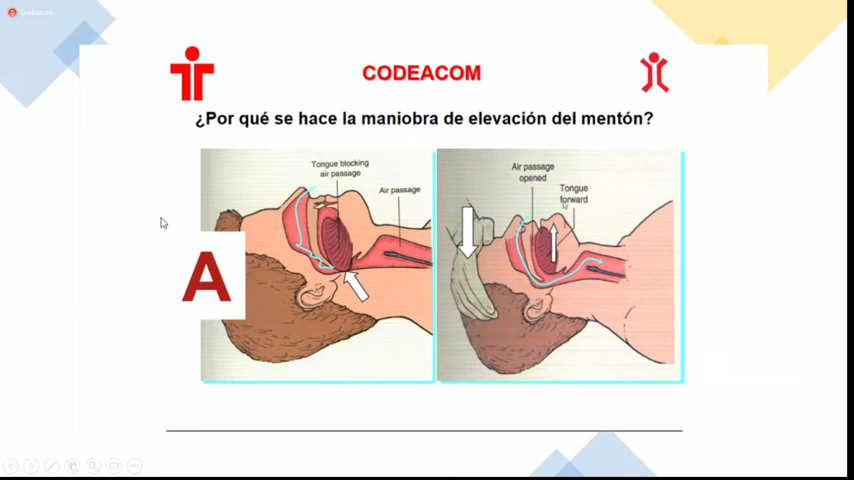 CODEACOM
¿Por qué se hace la maniobra de elevación del mentón?
Tongue blocking
air passage
Air passage
A
Air passage
opened
Tongue
forward